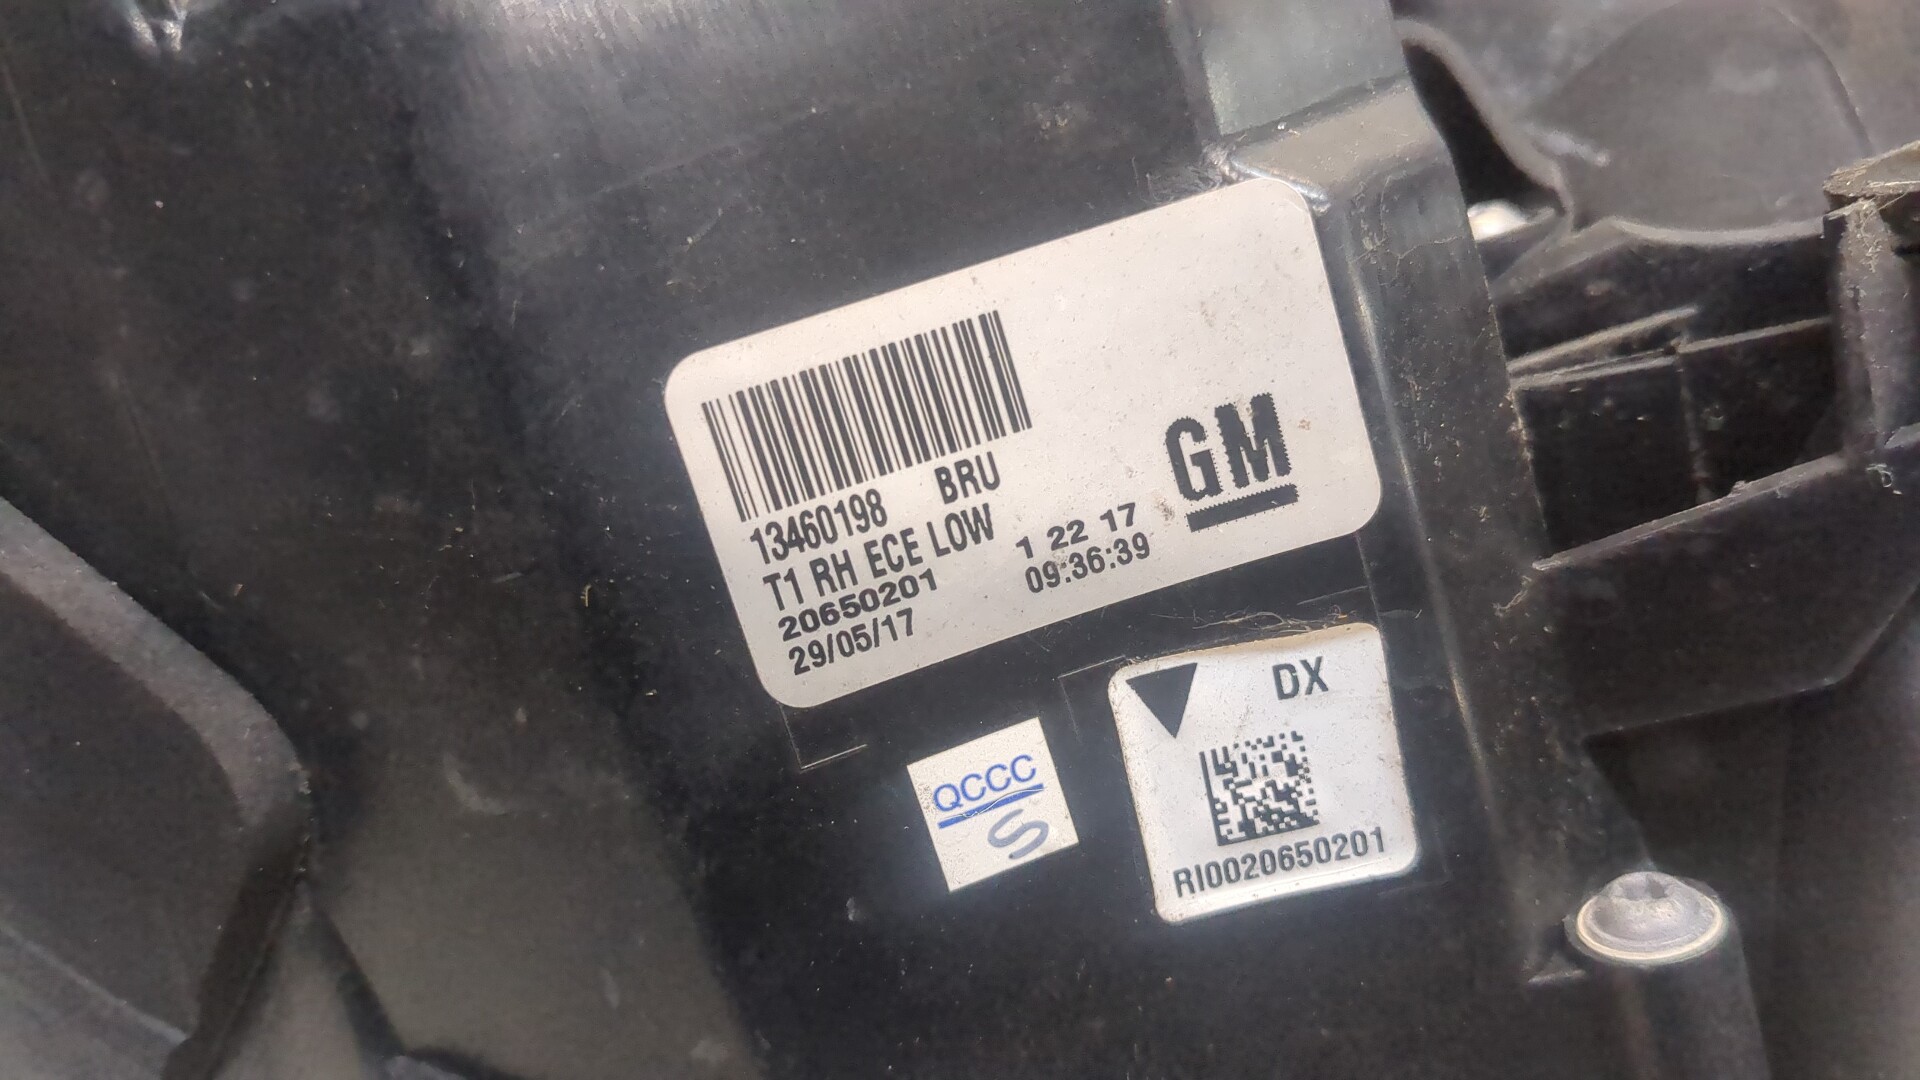 13460198 BRU
T1 RH ECE LOW
20650201
29/05/17
1 22 17
09:36:39
GM
QCCC
S
DX
RI0020650201